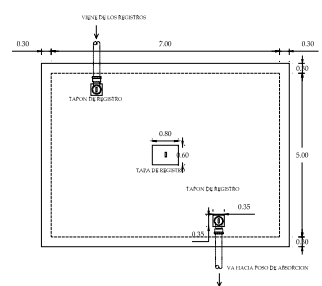 VIENE DE LOS REGISTROS
0.30
7.00
0.30
0.30
TAPON DE REGISTRO
0.80
0.60
TAPA DE REGISTRO
5.00
TAPON DE REGISTRO
0.35
0.35
0.30
VA HACIA POSO DE ABSORCION